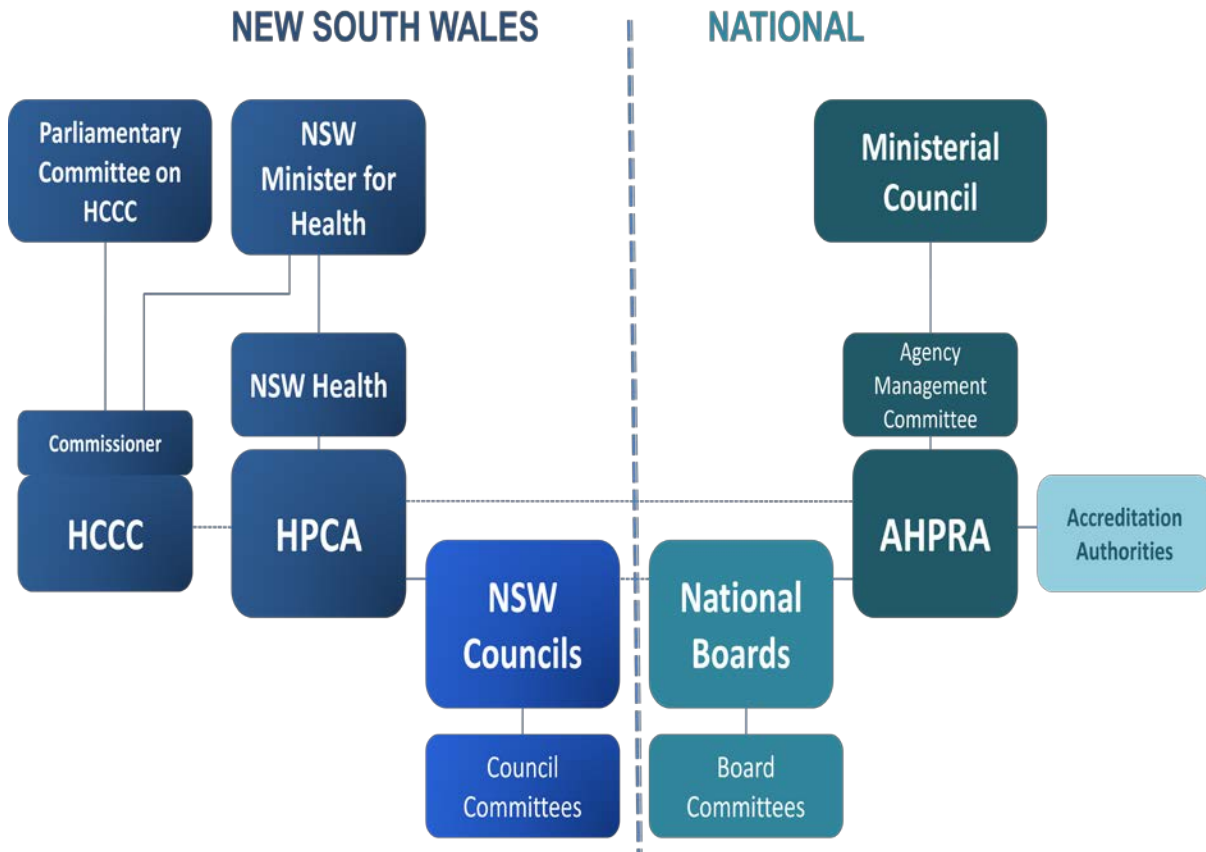 NEW SOUTH WALES
NATIONAL
Parliamentary
Committee on
HCCC
NSW
Minister for
Health
Ministerial
Council
NSW Health
Agency
Management
Committee
Commissioner
HCCC
HPCA
AHPRA
Accreditation
Authorities
NSW
Councils
National
Boards
Council
Committees
Board
Committees